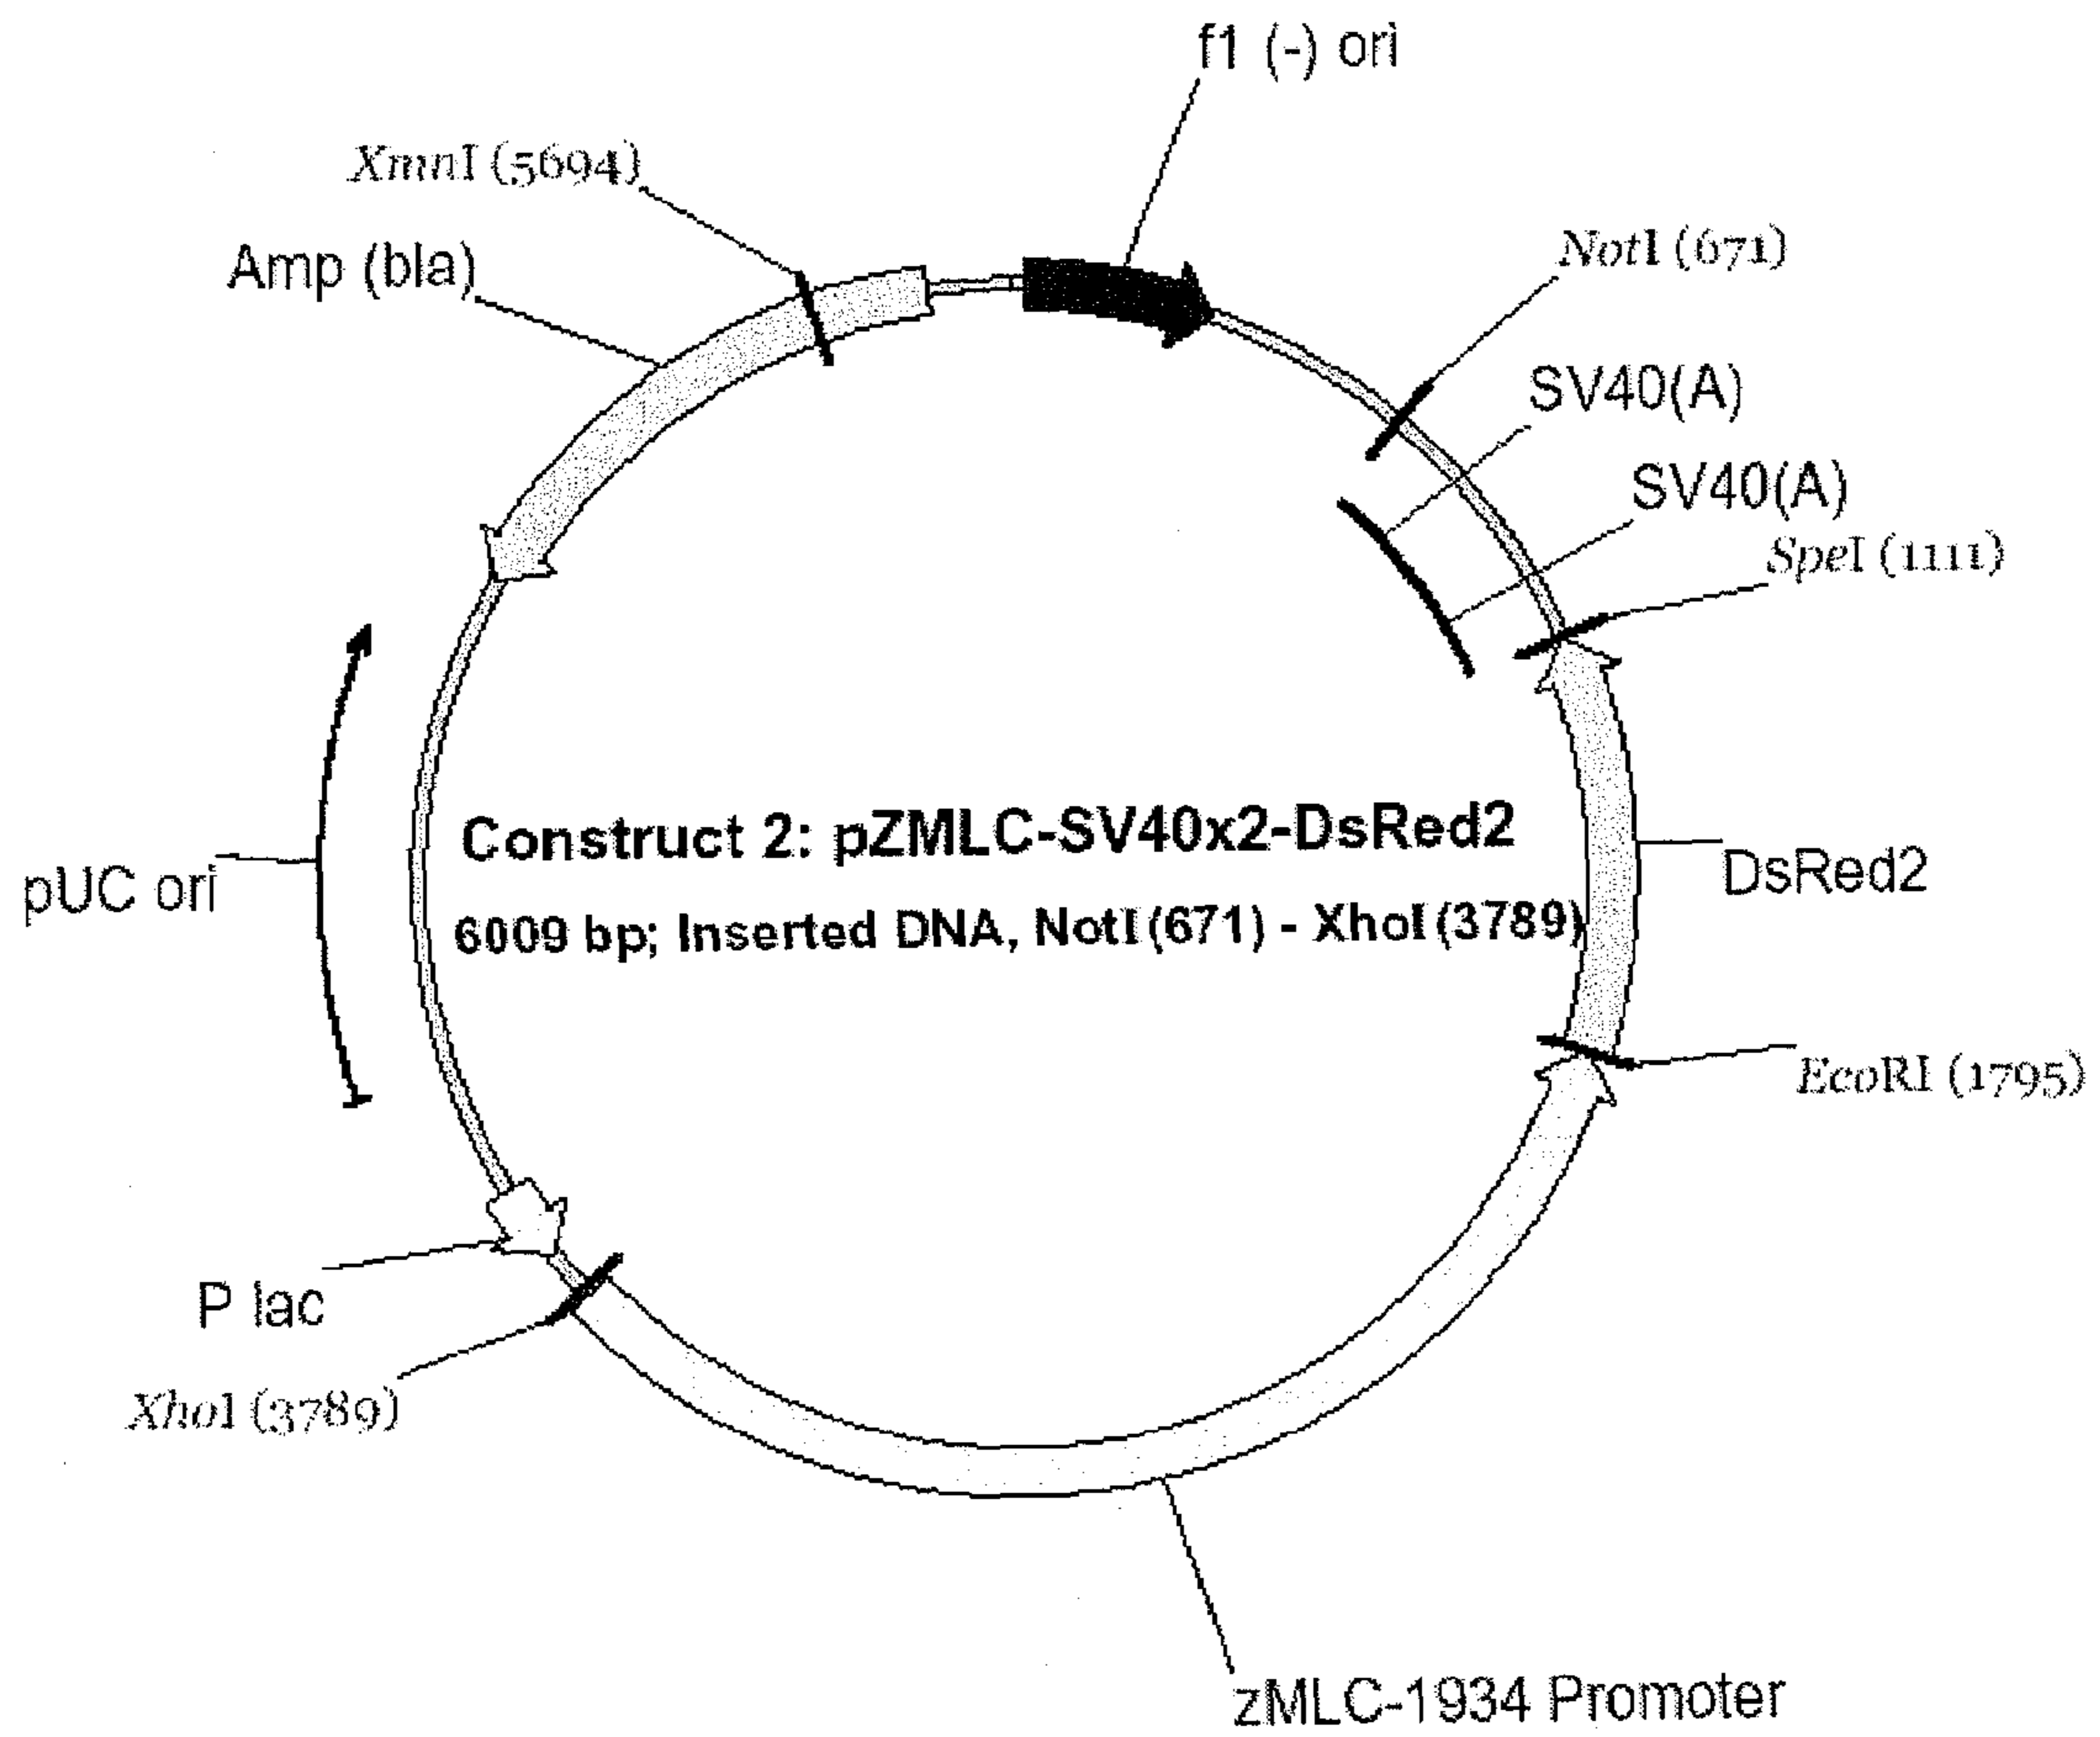 f1 (-) ori
XmnI (5694)
Amp (bla)
NotI (671)
SV40(A)
SV40(A)
SpeI (1111)
Construct 2: pZMLC-SV40x2-DsRed2
6009 bp; Inserted DNA, NotI (671) - XhoI (3789)
pUC ori
DsRed2
EcoRI (1795)
P lac
XhoI (3789)
zMLC-1934 Promoter